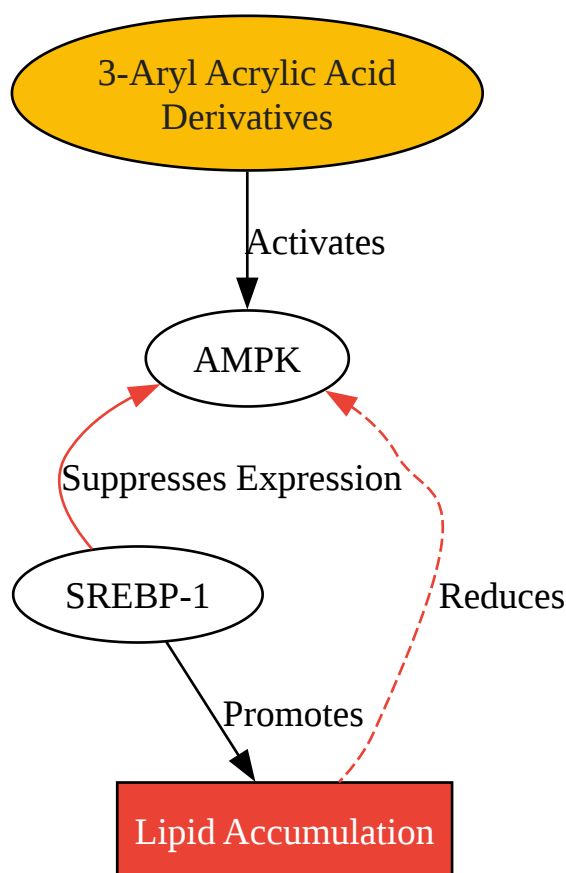 3-Aryl Acrylic Acid
Derivatives
Activates
AMPK
Suppresses Expression
SREBP-1
Reduces
Promotes
Lipid Accumulation